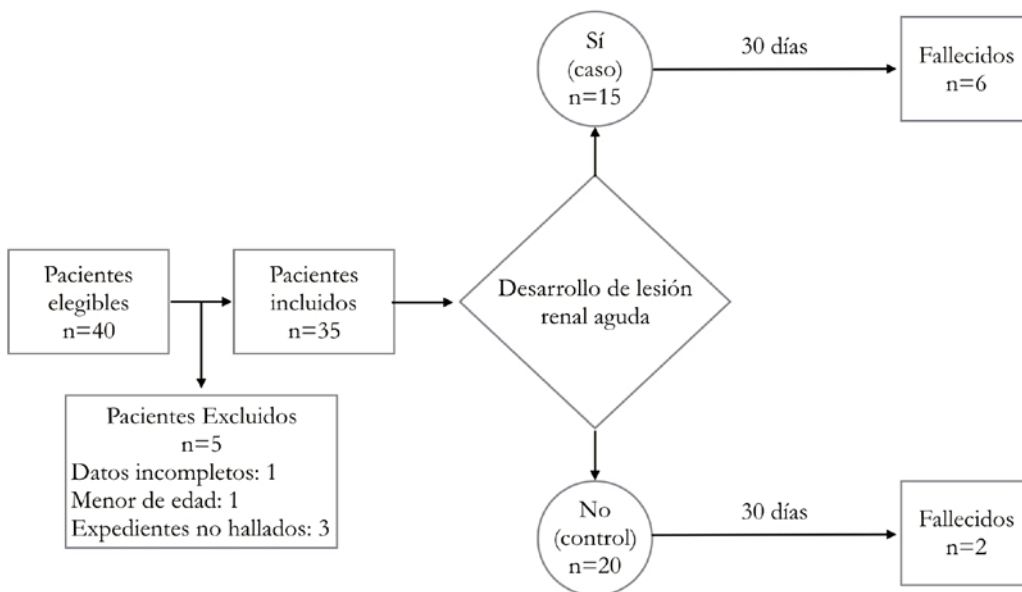 Pacientes
elegibles
n=40
Pacientes Excluidos
n=5
Datos incompletos: 1
Menor de edad: 1
Expedientes no hallados: 3
Pacientes
incluidos
n=35
Desarrollo de lesión
renal aguda
Sí
(caso)
n=15
30 días
Fallecidos
n=6
No
(control)
n=20
30 días
Fallecidos
n=2